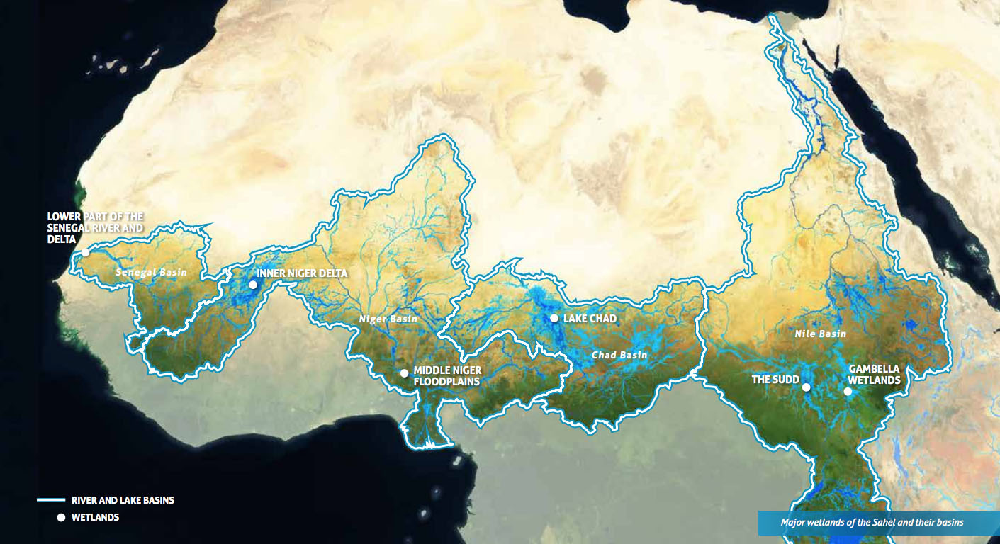 LOWER PART OF THE
SENEGAL RIVER AND
DELTA
Senegal Basin
INNER NIGER DELTA
Niger Basin
LAKE CHAD
Chad Basin
Nile Basin
MIDDLE NIGER
FLOODPLAINS
THE SUDD
GAMBELLA
WETLANDS
RIVER AND LAKE BASINS
WETLANDS
Major wetlands of the Sahel and their basins